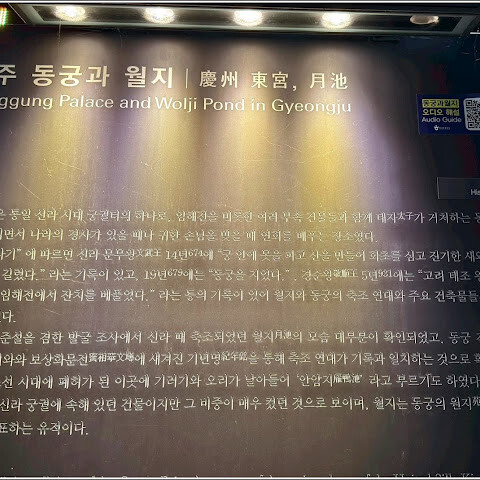 주 동궁과 월지 | 慶州 東宮, 月池
ggung Palace and Wolji Pond in Gyeongju
동궁과 월지
오디오 해설
Audio Guide
His
은 통일 신라 시대 궁궐터의 하나로, 임해전을 비롯한 여러 부속 건물들과 함께 태자太子가 거처하는 동
되면서 나라의 경사가 있을 때나 귀한 손님을 맞을 때 연회를 베푸는 장소였다.
사기” 에 따르면 신라 문무왕文武王 14년674에 “궁 안에 못을 파고 산을 만들어 화초를 심고 진기한 새와
길렀다.” 라는 기록이 있고, 19년679에는 “동궁을 지었다.”, 경순왕敬順王 5년931에는 “고려 태조 왕
임해전에서 잔치를 베풀었다.” 라는 등의 기록이 있어 월지와 동궁의 축조 연대와 주요 건축물들
다.
준설을 겸한 발굴 조사에서 신라 때 축조되었던 월지月池의 모습 대부분이 확인되었고, 동궁 지
와와 보상화문전寶相華文塼에 새겨진 기년명紀年銘을 통해 축조 연대가 기록과 일치하는 것으로 확
선 시대에 폐허가 된 이곳에 기러기와 오리가 날아들어 ‘안압지雁鴨池’ 라고 부르기도 하였다
신라 궁궐에 속해 있던 건물이지만 그 비중이 매우 컸던 것으로 보이며, 월지는 동궁의 원지苑
표하는 유적이다.